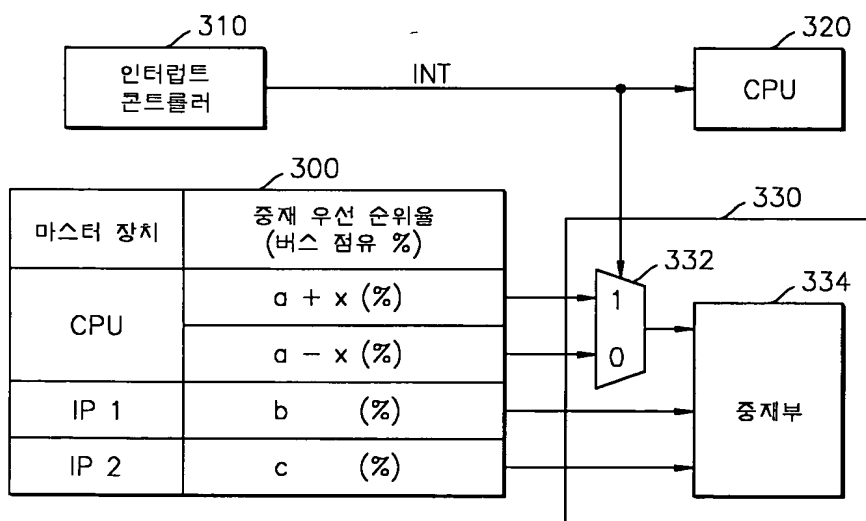 310
인터럽트
콘트롤러
INT
320
CPU
300
마스터 장치
중재 우선 순위율
(버스 점유 %)
CPU
a + x (%)
a − x (%)
IP 1
b (%)
IP 2
c (%)
330
332
1
0
334
중재부